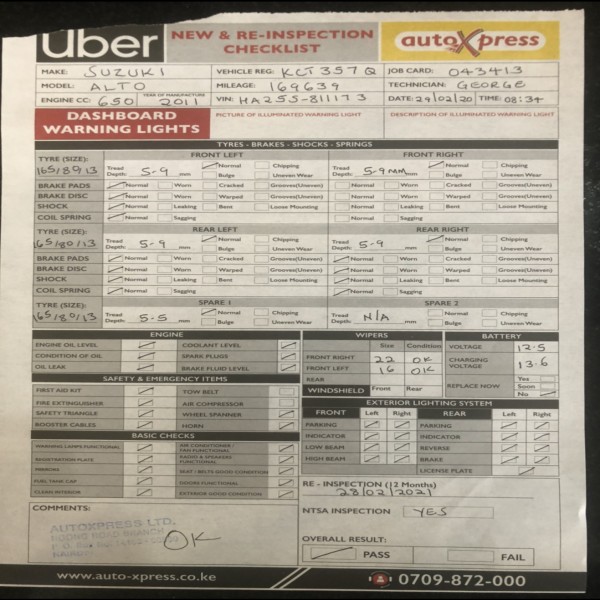 Uber NEW & RE-INSPECTION CHECKLIST autoXpress
MAKE: SUZUKI VEHICLE REG: KCJ 357Q JOB CARD: 043413
MODEL: ALTO MILEAGE: 169639 TECHNICIAN: GEORGE
ENGINE CC: 650 YEAR OF MANUFACTURE 2011 VIN: HA25S-811173 DATE: 29/02/20 TIME: 08:34
DASHBOARD WARNING LIGHTS PICTURE OF ILLUMINATED WARNING LIGHT DESCRIPTION OF ILLUMINATED WARNING LIGHT
TYRES - BRAKES - SHOCKS - SPRINGS
FRONT LEFT FRONT RIGHT
TYRE (SIZE): 165/80/13 Tread Depth: 5-9 mm Normal Chipping Bulge Uneven Wear Tread Depth: 5-9mm mm Normal Chipping Bulge Uneven Wear
BRAKE PADS Normal Worn Cracked Grooves(Uneven) Normal Worn Cracked Grooves(Uneven)
BRAKE DISC Normal Worn Warped Grooves(Uneven) Normal Worn Warped Grooves(Uneven)
SHOCK Normal Leaking Bent Loose Mounting Normal Leaking Bent Loose Mounting
COIL SPRING Normal Sagging Normal Sagging
REAR LEFT REAR RIGHT
TYRE (SIZE): 165/80/13 Tread Depth: 5-9 mm Normal Chipping Bulge Uneven Wear Tread Depth: 5-9 mm Normal Chipping Bulge Uneven Wear
BRAKE PADS Normal Worn Cracked Grooves(Uneven) Normal Worn Cracked Grooves(Uneven)
BRAKE DISC Normal Worn Warped Grooves(Uneven) Normal Worn Warped Grooves(Uneven)
SHOCK Normal Leaking Bent Loose Mounting Normal Leaking Bent Loose Mounting
COIL SPRING Normal Sagging Normal Sagging
SPARE 1 SPARE 2
TYRE (SIZE): 165/80/13 Tread Depth: 5-5 mm Normal Chipping Bulge Uneven Wear Tread Depth: N/A mm Normal Chipping Bulge Uneven Wear
ENGINE
ENGINE OIL LEVEL COOLANT LEVEL
CONDITION OF OIL SPARK PLUGS
OIL LEAK BRAKE FLUID LEVEL
SAFETY & EMERGENCY ITEMS
FIRST AID KIT TOW BELT
FIRE EXTINGUISHER AIR COMPRESSOR
SAFETY TRIANGLE WHEEL SPANNER
BOOSTER CABLES HORN
BASIC CHECKS
WARNING LAMPS FUNCTIONAL AIR CONDITIONER / FAN FUNCTIONAL
REGISTRATION PLATE RADIO & SPEAKERS FUNCTIONAL
MIRRORS SEAT / BELTS GOOD CONDITION
FUEL TANK CAP DOORS FUNCTIONAL
CLEAN INTERIOR EXTERIOR GOOD CONDITION
WIPERS
Size Condition
FRONT RIGHT 22 OK
FRONT LEFT 16 OK
REAR
WINDSHIELD Front Rear
BATTERY
VOLTAGE 12-5
CHARGING VOLTAGE 13-6
REPLACE NOW Yes Soon No
EXTERIOR LIGHTING SYSTEM
FRONT Left Right REAR Left Right
PARKING PARKING
INDICATOR INDICATOR
LOW BEAM REVERSE
HIGH BEAM BRAKE
LICENSE PLATE
RE - INSPECTION (12 Months)
28/02/2021
NTSA INSPECTION YES
OVERALL RESULT:
PASS FAIL
COMMENTS:
AUTOXPRESS LTD.
NGONG ROAD BRANCH
P. O. Box
NAIROBI
OK
www.auto-xpress.co.ke 0709-872-000